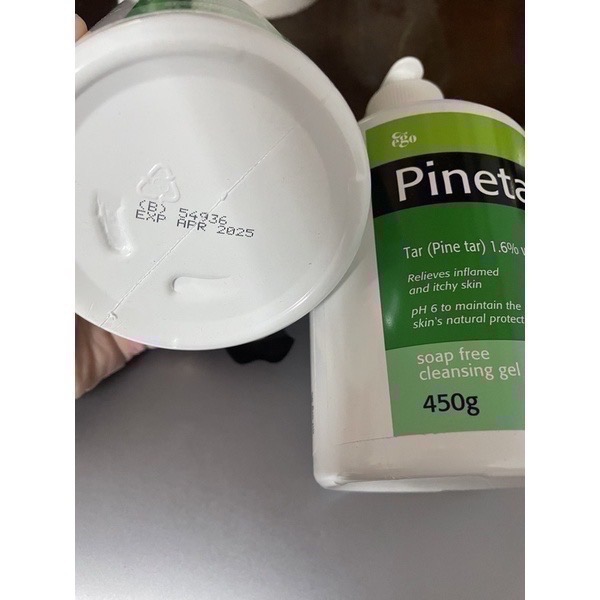 (B) 54936
EXP APR 2025
ego
Pineta
Tar (Pine tar) 1.6%
Relieves inflamed
and itchy skin
pH 6 to maintain the
skin's natural protect
soap free
cleansing gel
450g